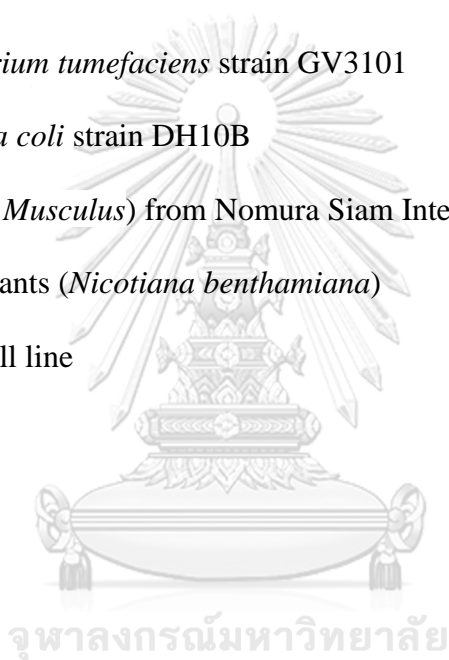 rium tumefaciens strain GV3101
a coli strain DH10B
Musculus) from Nomura Siam Inte
ants (Nicotiana benthamiana)
ll line
จุฬาลงกรณ์มหาวิทยาลัย